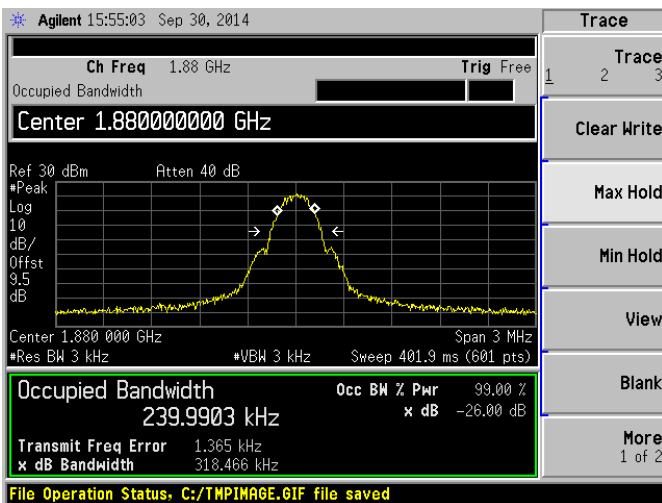 Agilent 15:55:03 Sep 30, 2014
Trace
Ch Freq 1.88 GHz Trig Free
Occupied Bandwidth
Center 1.880000000 GHz
Ref 30 dBm Atten 40 dB
#Peak
Log
10
dB/
Offst
9.5
dB
Center 1.880 000 GHz Span 3 MHz
#Res BW 3 kHz #VBW 3 kHz Sweep 401.9 ms (601 pts)
Occupied Bandwidth Occ BW % Pwr 99.00 %
239.9903 kHz x dB -26.00 dB
Transmit Freq Error 1.365 kHz
x dB Bandwidth 318.466 kHz
File Operation Status, C:/TMPIMAGE.GIF file saved
Trace
1 2 3
Clear Write
Max Hold
Min Hold
View
Blank
More
1 of 2